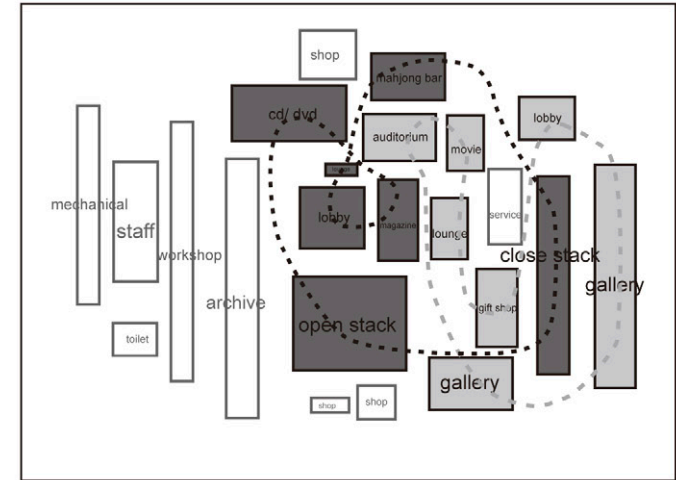 shop
mahjong bar
cd/ dvd
lobby
auditorium
movie
mechanical
staff
workshop
archive
lobby
magazine
lounge
service
close stack
gallery
gift shop
open stack
toilet
gallery
shop
shop